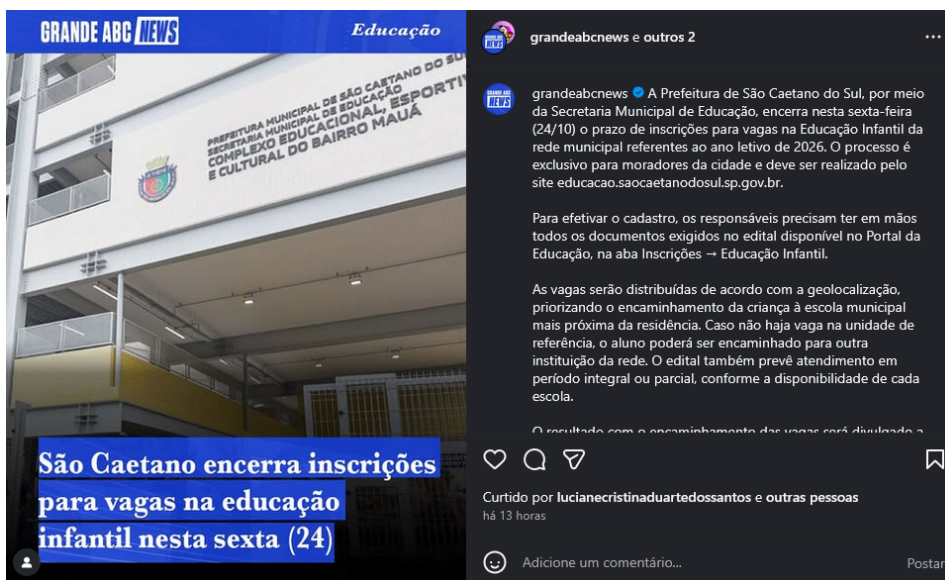 GRANDE ABC NEWS
Educação
PREFEITURA MUNICIPAL DE SÃO CAETANO DO SU
SECRETARIA MUNICIPAL DE EDUCAÇÃO
COMPLEXO EDUCACIONAL, ESPORTIV
E CULTURAL DO BAIRRO MAUÁ
São Caetano encerra inscrições
para vagas na educação
infantil nesta sexta (24)
grandeabcnews e outros 2
grandeabcnews A Prefeitura de São Caetano do Sul, por meio
da Secretaria Municipal de Educação, encerra nesta sexta-feira
(24/10) o prazo de inscrições para vagas na Educação Infantil da
rede municipal referentes ao ano letivo de 2026. O processo é
exclusivo para moradores da cidade e deve ser realizado pelo
site educacao.saocaetanodosul.sp.gov.br.
Para efetivar o cadastro, os responsáveis precisam ter em mãos
todos os documentos exigidos no edital disponível no Portal da
Educação, na aba Inscrições → Educação Infantil.
As vagas serão distribuídas de acordo com a geolocalização,
priorizando o encaminhamento da criança à escola municipal
mais próxima da residência. Caso não haja vaga na unidade de
referência, o aluno poderá ser encaminhado para outra
instituição da rede. O edital também prevê atendimento em
período integral ou parcial, conforme a disponibilidade de cada
escola.
O resultado com o encaminhamento das vagas será divulgado a
Curtido por lucianecristinaduartedossantos e outras pessoas
há 13 horas
Adicione um comentário...
Postar